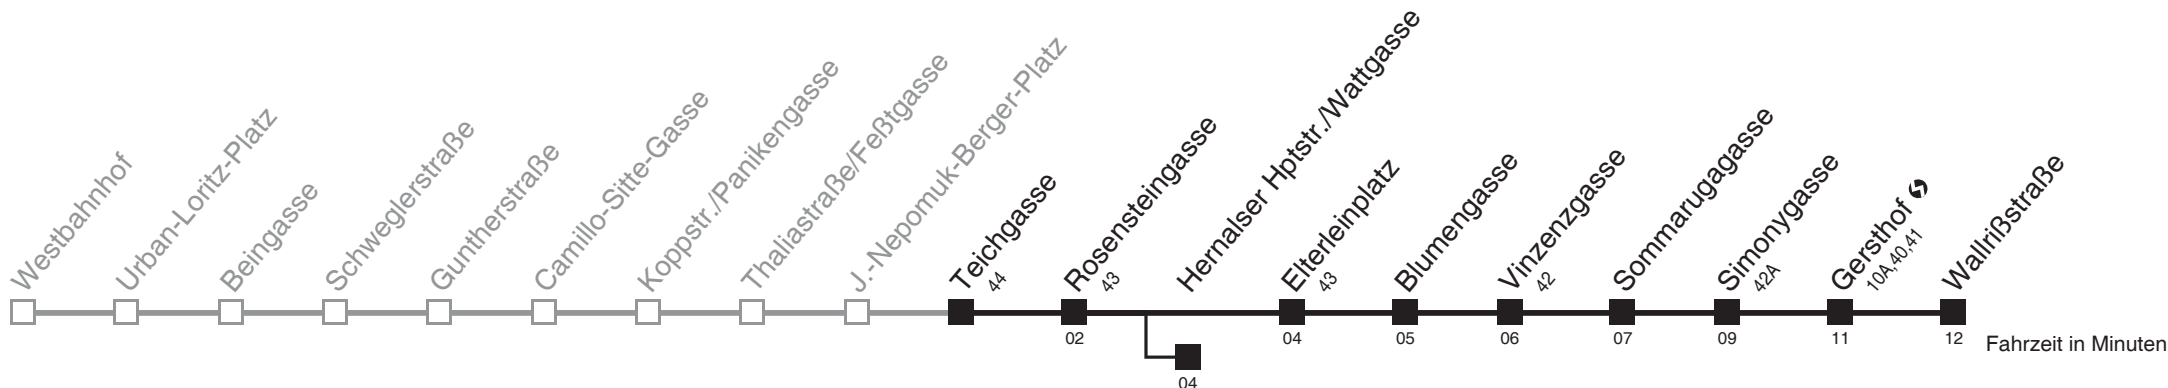 Westbahnhof
Urban-Loritz-Platz
Beingasse
Schweglerstraße
Guntherstraße
Camillo-Sitte-Gasse
Koppstr./Panikengasse
Thaliastraße/Feßtgasse
J.-Nepomuk-Berger-Platz
Teichgasse
44
Rosensteingasse
43
02
Hernalser Hptstr./Wattgasse
04
Elterleinplatz
43
04
Blumengasse
05
Vinzenzgasse
42
06
Sommarugagasse
07
Simonygasse
42A
09
Gersthof
10A,40,41
11
Wallrißstraße
12
Fahrzeit in Minuten